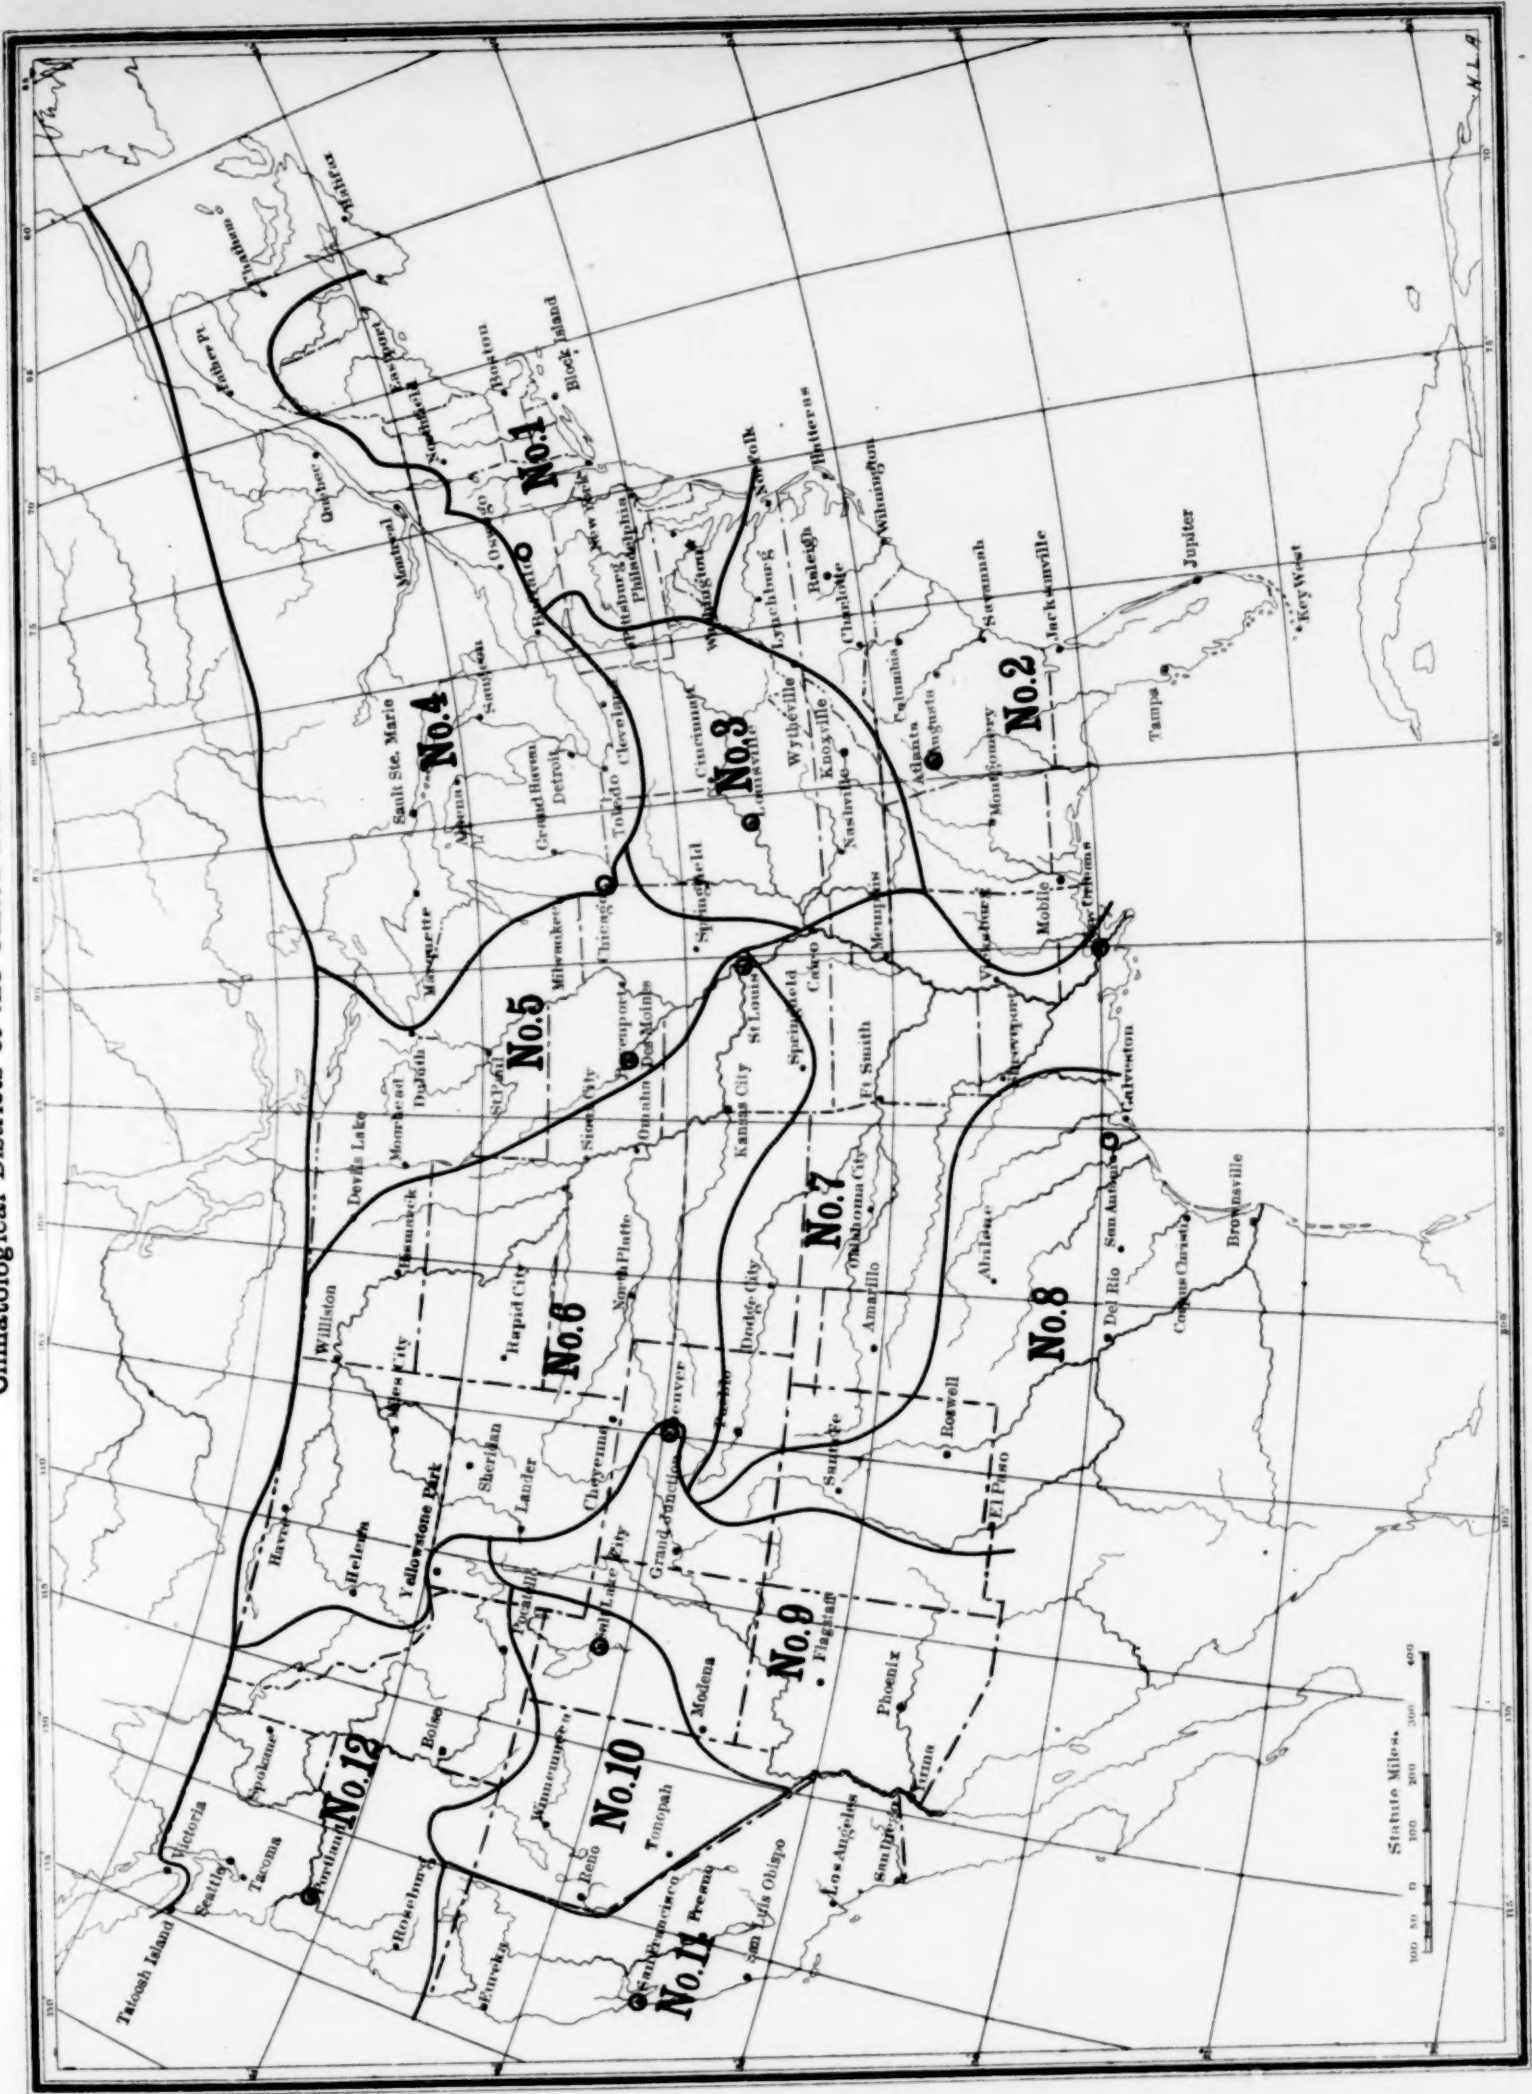 No.1
No.2
No.3
No.4
No.5
No.6
No.7
No.8
No.9
No.10
No.11
No.12
Tatoosh Island
Victoria
Seattle
Tacoma
Spokane
Portland
Roseburg
Eureka
Boise
Winnemucca
Reno
Tonopah
San Francisco
Fresno
San Luis Obispo
Los Angeles
San Diego
Yuma
Phoenix
Flagstaff
Modena
Salt Lake City
Pocatello
Yellowstone Park
Helena
Havre
Miles City
Sheridan
Lander
Cheyenne
Grand Junction
Denver
Pueblo
Santa Fe
Roswell
El Paso
Williston
Bismarck
Rapid City
North Platte
Dodge City
Amarillo
Abilene
Del Rio
San Antonio
Corpus Christi
Brownsville
Galveston
Devils Lake
Moorhead
Duluth
St Paul
Sioux City
Omaha
Des Moines
Davenport
Kansas City
Oklahoma City
Ft Smith
Shreveport
Springfield
St Louis
Cairo
Memphis
Vicksburg
New Orleans
Mobile
Marquette
Milwaukee
Chicago
Springfield
Sault Ste. Marie
Alpena
Grand Haven
Detroit
Toledo
Cleveland
Saugeen
Cincinnati
Louisville
Nashville
Knoxville
Wytheville
Lynchburg
Atlanta
Augusta
Montgomery
Columbia
Charlotte
Raleigh
Wilmington
Hatteras
Norfolk
Savannah
Jacksonville
Jupiter
Tampa
Key West
Washington
Philadelphia
Pittsburg
New York
Buffalo
Oswego
Northfield
Boston
Block Island
Eastport
Montreal
Quebec
Father Pt.
Chatham
Halifax
Statute Miles.
100 50 0 100 200 300 400
N.L.A.